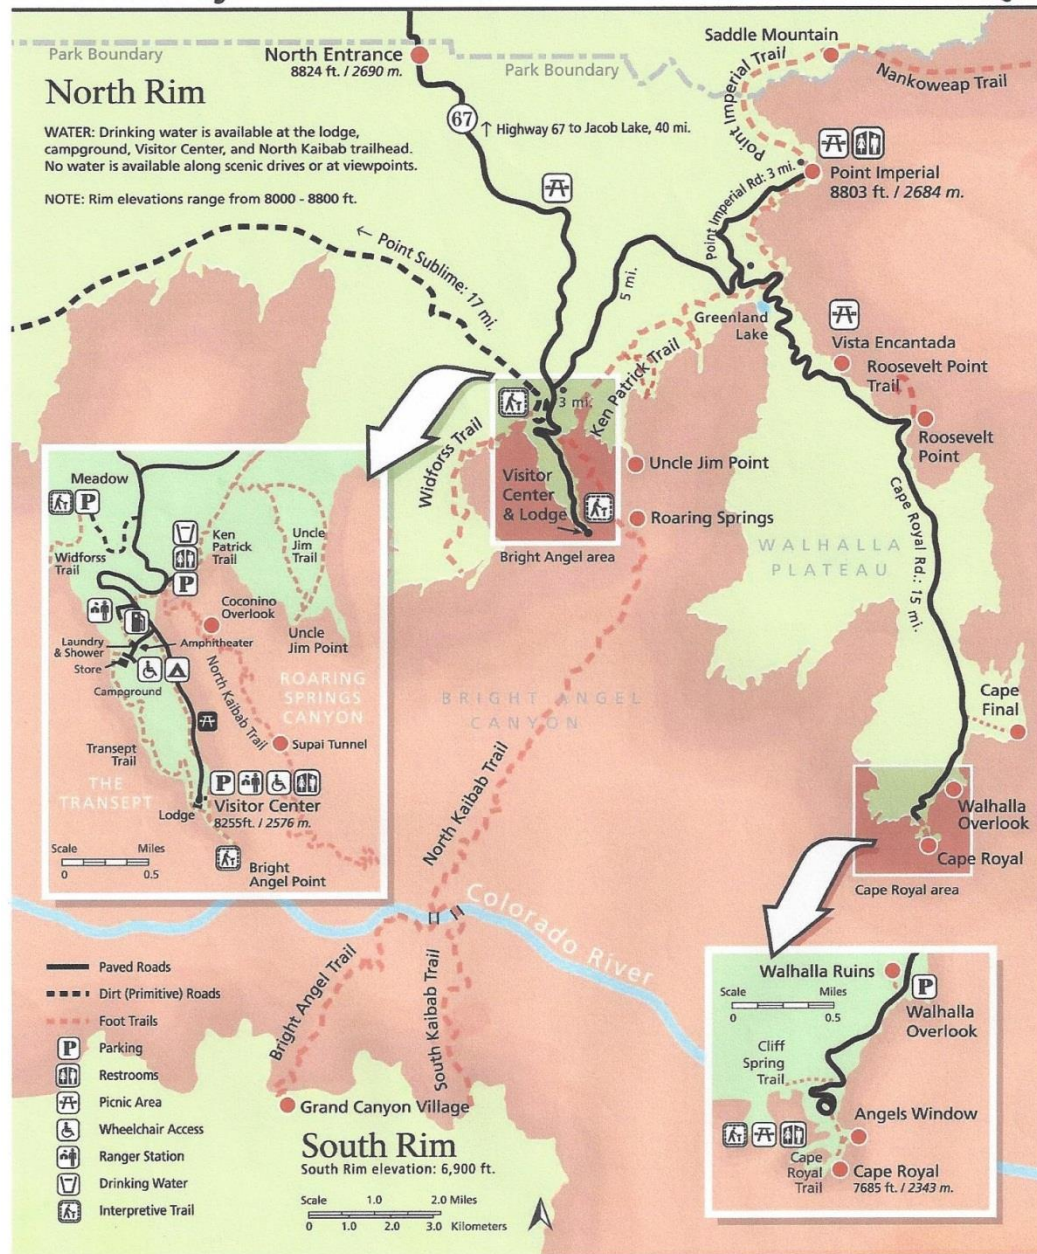 Saddle Mountain
Park Boundary
North Entrance
8824 ft. / 2690 m.
Park Boundary
Point Imperial Trail
Nankoweap Trail
North Rim
67
↑ Highway 67 to Jacob Lake, 40 mi.
WATER: Drinking water is available at the lodge,
campground, Visitor Center, and North Kaibab trailhead.
No water is available along scenic drives or at viewpoints.
NOTE: Rim elevations range from 8000 - 8800 ft.
Point Imperial Rd: 3 mi.
Point Imperial
8803 ft. / 2684 m.
← Point Sublime: 17 mi.
5 mi.
Greenland
Lake
Vista Encantada
Roosevelt Point
Trail
Roosevelt
Point
3 mi.
Ken Patrick Trail
Widforss Trail
Uncle Jim Point
Visitor
Center
& Lodge
Roaring Springs
Bright Angel area
WALHALLA
PLATEAU
Cape Royal Rd.: 15 mi.
Meadow
P
Widforss
Trail
Ken
Patrick
Trail
P
Uncle
Jim
Trail
Coconino
Overlook
Laundry
& Shower
Amphitheater
Store
Uncle
Jim Point
Campground
North Kaibab Trail
ROARING
SPRINGS
CANYON
Transept
Trail
Supai Tunnel
THE
TRANSEPT
P
Visitor Center
8255ft. / 2576 m.
Lodge
Scale Miles
0 0.5
Bright
Angel Point
BRIGHT ANGEL
CANYON
North Kaibab Trail
Cape
Final
Walhalla
Overlook
Cape Royal
Cape Royal area
Colorado River
Bright Angel Trail
South Kaibab Trail
Paved Roads
Dirt (Primitive) Roads
Foot Trails
P Parking
Restrooms
Picnic Area
Wheelchair Access
Ranger Station
Drinking Water
Interpretive Trail
Grand Canyon Village
South Rim
South Rim elevation: 6,900 ft.
Scale 1.0 2.0 Miles
0 1.0 2.0 3.0 Kilometers
Walhalla Ruins
P
Scale Miles
0 0.5
Walhalla
Overlook
Cliff
Spring
Trail
Angels Window
Cape
Royal
Trail
Cape Royal
7685 ft. / 2343 m.